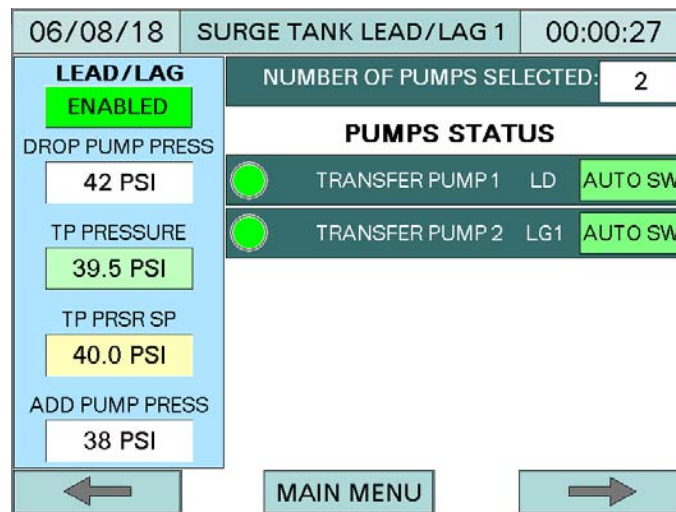 06/08/18 SURGE TANK LEAD/LAG 1 00:00:27
LEAD/LAG
ENABLED
DROP PUMP PRESS
42 PSI
TP PRESSURE
39.5 PSI
TP PRSR SP
40.0 PSI
ADD PUMP PRESS
38 PSI
NUMBER OF PUMPS SELECTED: 2
PUMPS STATUS
TRANSFER PUMP 1 LD AUTO SW
TRANSFER PUMP 2 LG1 AUTO SW
MAIN MENU